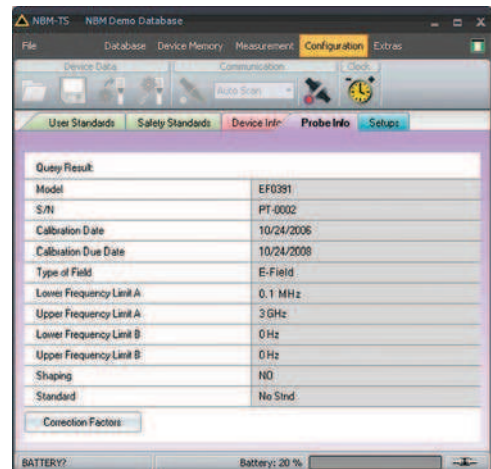 NBM-TS NBM Demo Database
File Database Device Memory Measurement Configuration Extras
Device Data Communication Clock
Auto Scan
User Standards Safety Standards Device Info Probe Info Setups
Query Result:
Model EF0391
S/N PT-0002
Calibration Date 10/24/2006
Calibration Due Date 10/24/2008
Type of Field E-Field
Lower Frequency Limit A 0.1 MHz
Upper Frequency Limit A 3 GHz
Lower Frequency Limit B 0 Hz
Upper Frequency Limit B 0 Hz
Shaping NO
Standard No Stnd
Correction Factors
BATTERY? Battery: 20 %